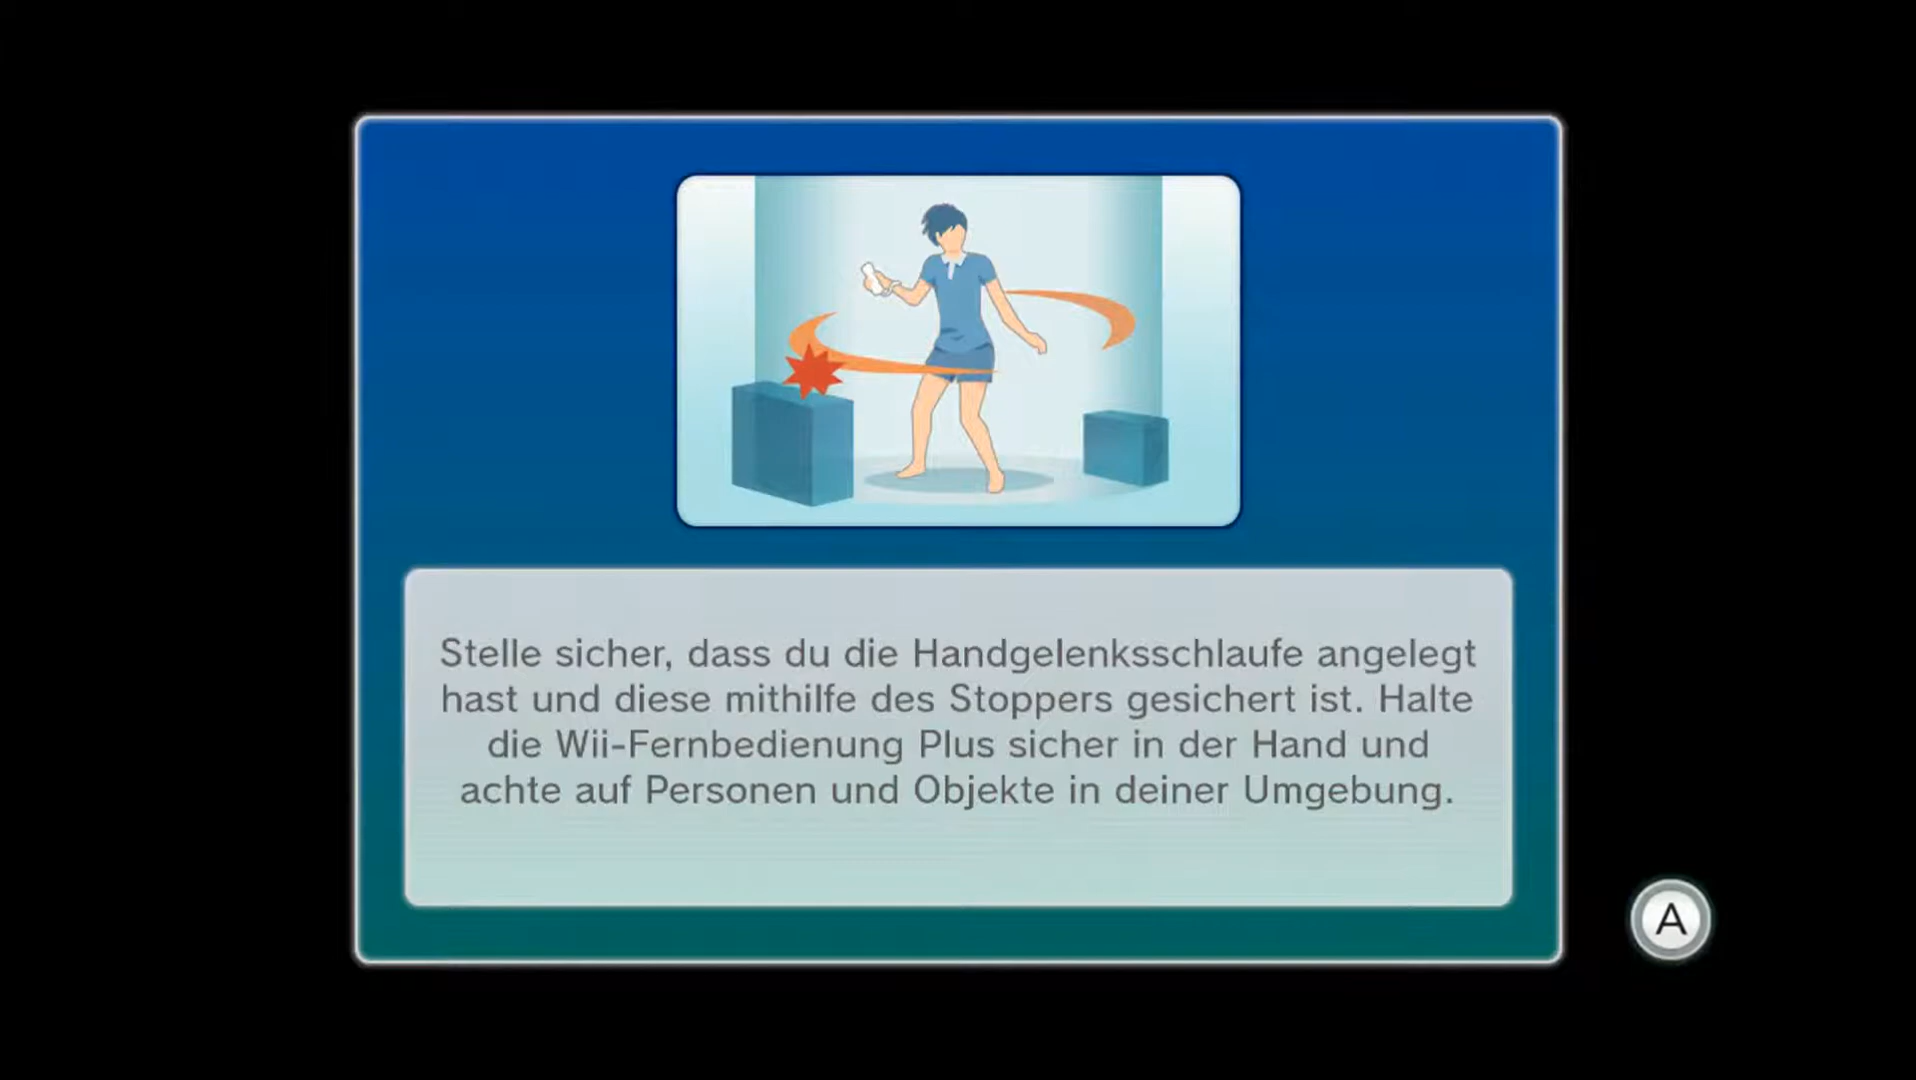 Stelle sicher, dass du die Handgelenksschlaufe angelegt
hast und diese mithilfe des Stoppers gesichert ist. Halte
die Wii-Fernbedienung Plus sicher in der Hand und
achte auf Personen und Objekte in deiner Umgebung.
A